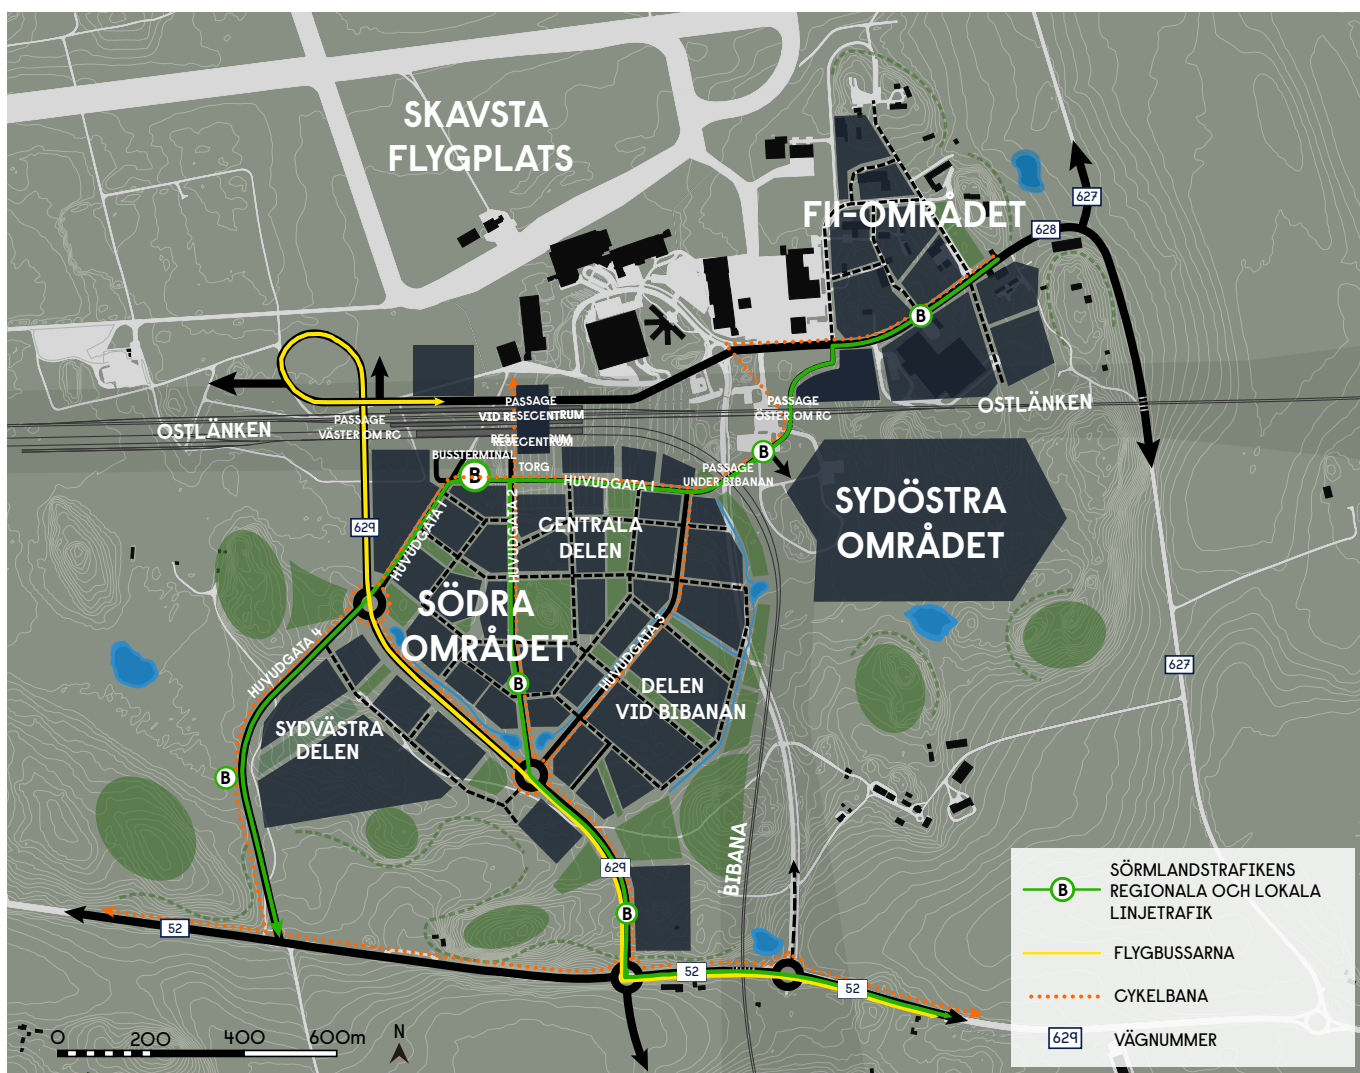 SKAVSTA
FLYGPLATS
FII-OMRÅDET
627
628
OSTLÄNKEN
PASSAGE
VÄSTER OM RC
PASSAGE
VID RESECENTRUM
RESECENTRUM
BUSSTERMINAL
TORG
PASSAGE
ÖSTER OM RC
OSTLÄNKEN
PASSAGE
UNDER BIBANAN
B
B
B
HUVUDGATA 1
HUVUDGATA 1
HUVUDGATA 2
CENTRALA
DELEN
SYDÖSTRA
OMRÅDET
629
SÖDRA
OMRÅDET
HUVUDGATA 4
HUVUDGATA 3
627
B
DELEN
VID BIBANAN
SYDVÄSTRA
DELEN
B
BIBANA
629
B
52
52
52
SÖRMLANDSTRAFIKENS
B REGIONALA OCH LOKALA
LINJETRAFIK
FLYGBUSSARNA
CYKELBANA
629 VÄGNUMMER
0 200 400 600m
N